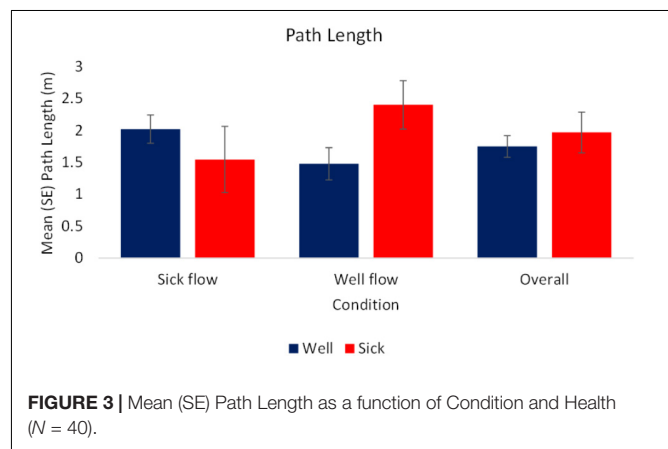 Path Length
Mean (SE) Path Length (m)
3
2.5
2
1.5
1
0.5
0
Sick flow Well flow Overall
Condition
Well Sick
FIGURE 3 | Mean (SE) Path Length as a function of Condition and Health
(N = 40).